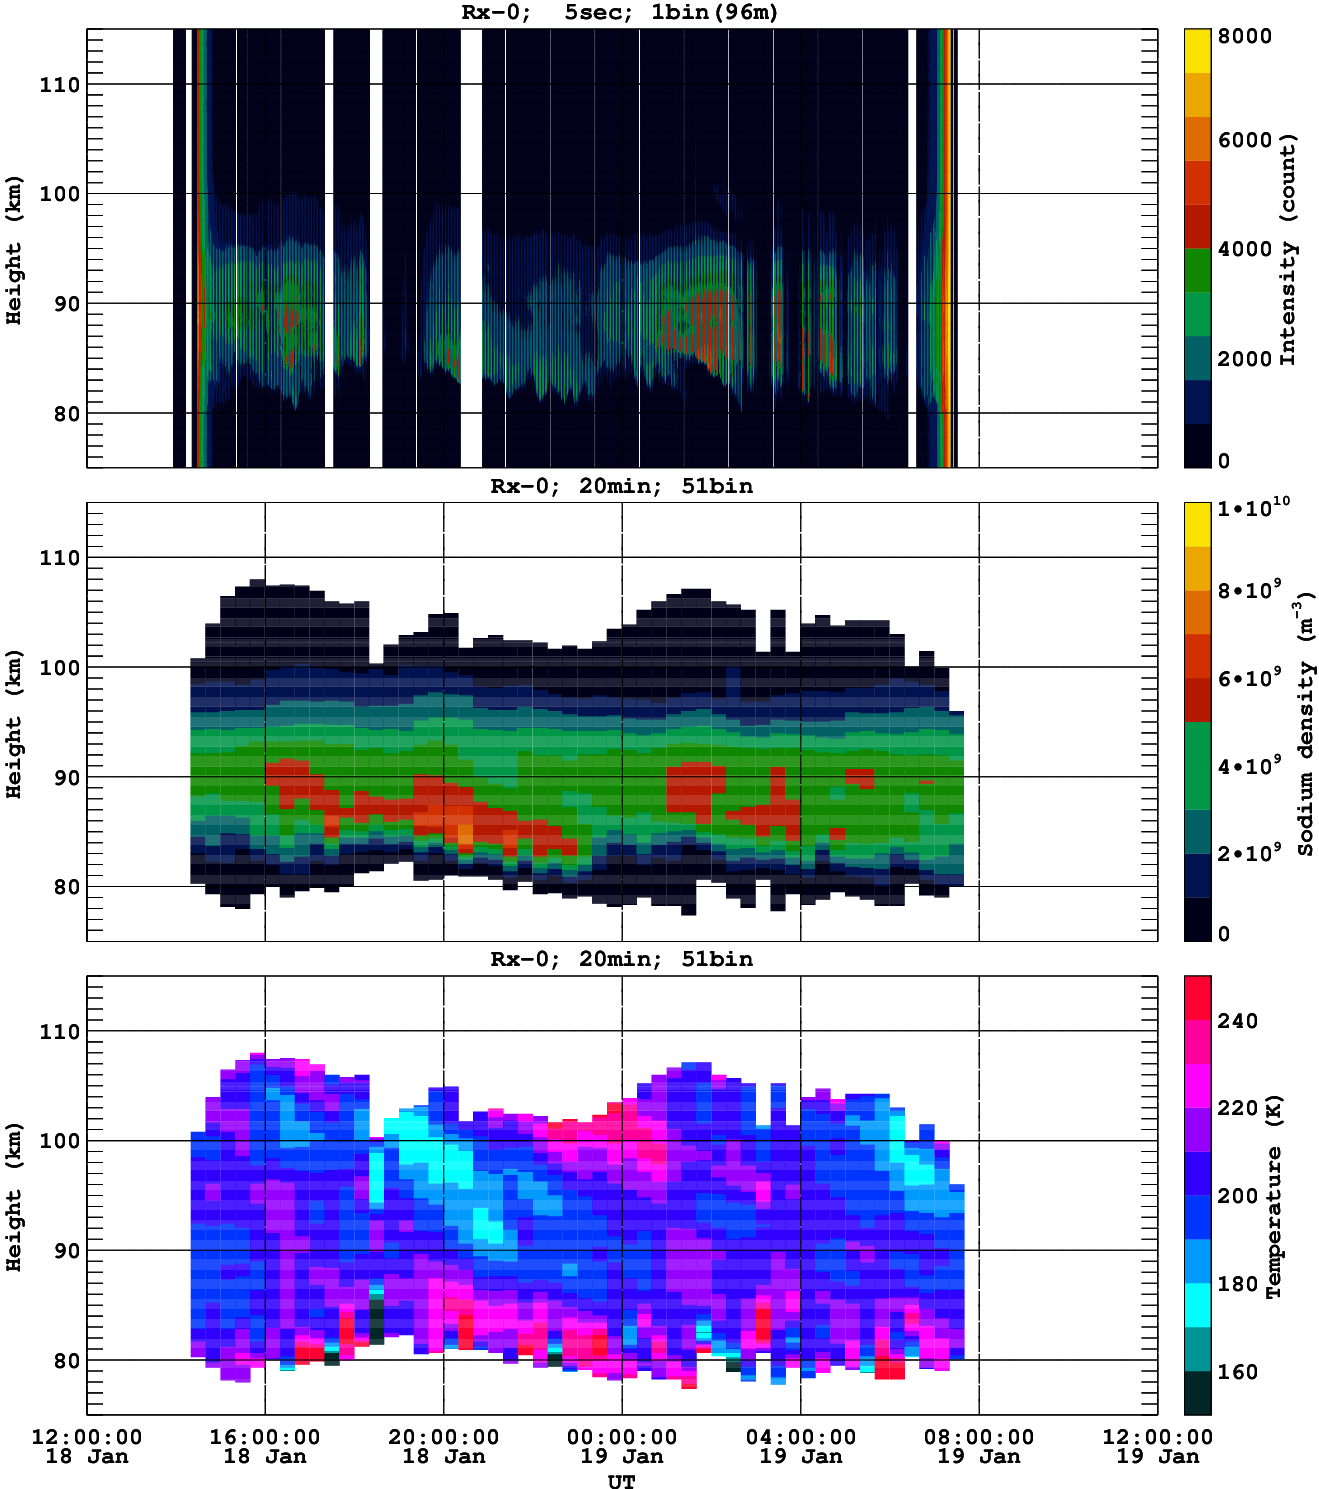 Rx-0;  5sec; 1bin(96m)
110
100
90
80
Height (km)
8000
6000
4000
2000
0
Intensity (count)
Rx-0; 20min; 51bin
110
100
90
80
Height (km)
1•10¹⁰
8•10⁹
6•10⁹
4•10⁹
2•10⁹
0
Sodium density (m⁻³)
Rx-0; 20min; 51bin
110
100
90
80
Height (km)
240
220
200
180
160
Temperature (K)
12:00:00 16:00:00 20:00:00 00:00:00 04:00:00 08:00:00 12:00:00
18 Jan 18 Jan 18 Jan 19 Jan 19 Jan 19 Jan 19 Jan
UT